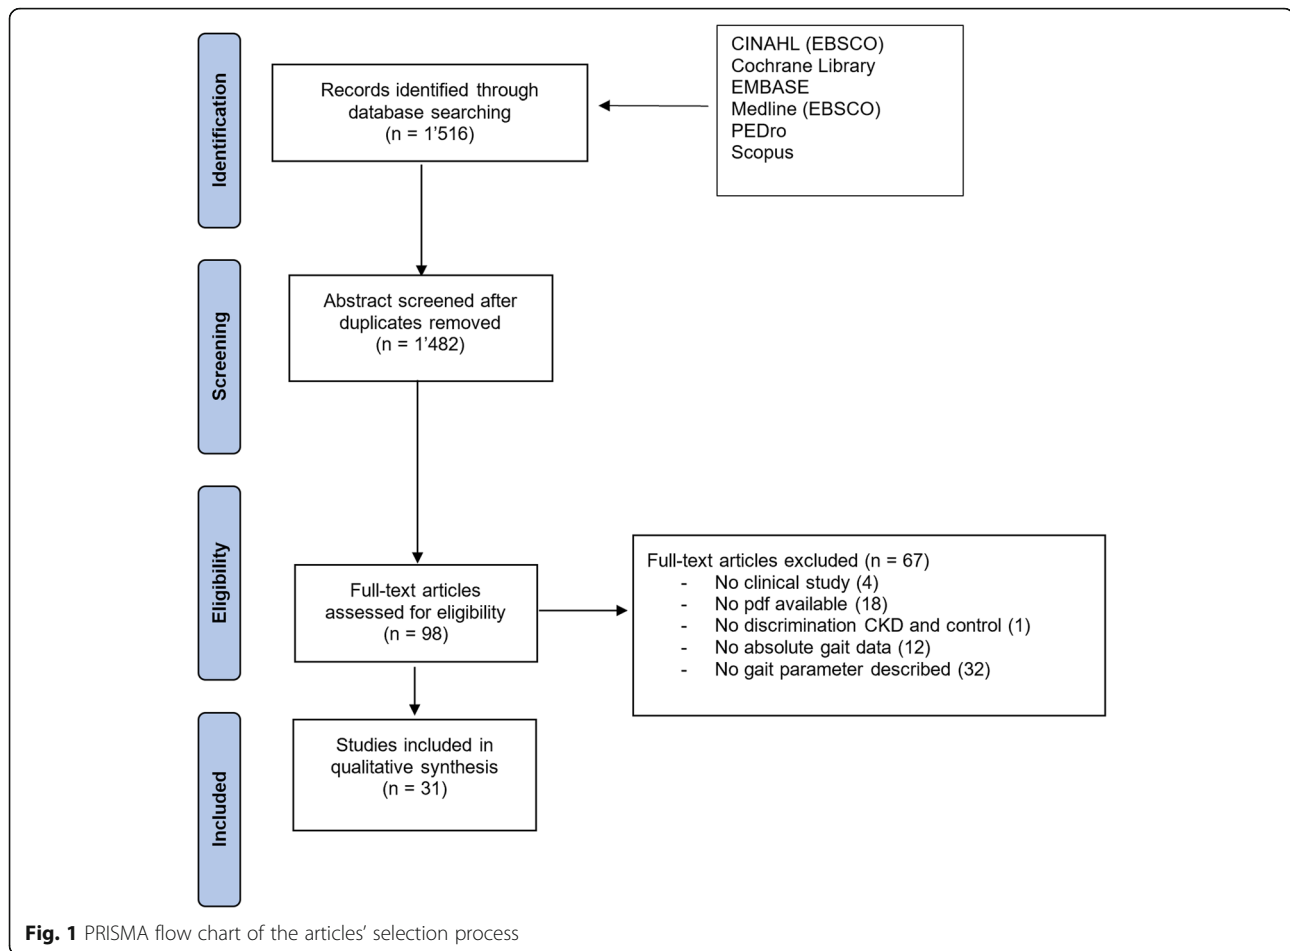 Identification
Records identified through
database searching
(n = 1'516)
CINAHL (EBSCO)
Cochrane Library
EMBASE
Medline (EBSCO)
PEDro
Scopus
Screening
Abstract screened after
duplicates removed
(n = 1'482)
Eligibility
Full-text articles
assessed for eligibility
(n = 98)
Full-text articles excluded (n = 67)
- No clinical study (4)
- No pdf available (18)
- No discrimination CKD and control (1)
- No absolute gait data (12)
- No gait parameter described (32)
Included
Studies included in
qualitative synthesis
(n = 31)
Fig. 1 PRISMA flow chart of the articles’ selection process